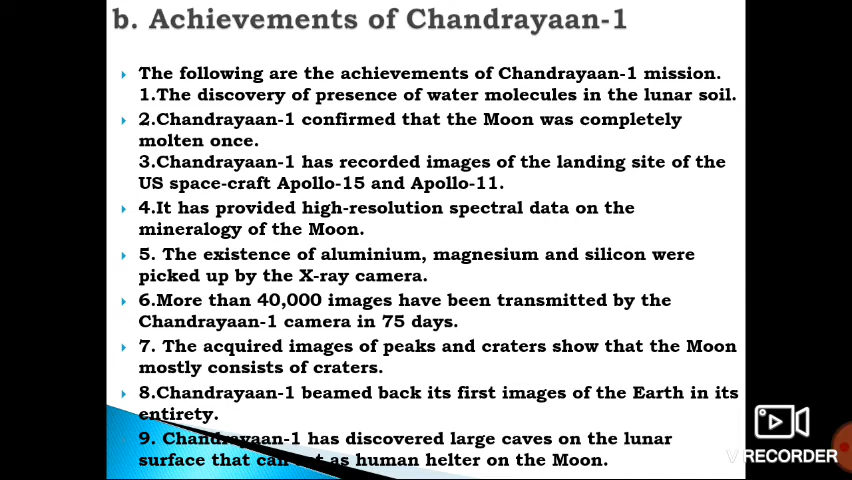 b. Achievements of Chandrayaan-1
The following are the achievements of Chandrayaan-1 mission.
1.The discovery of presence of water molecules in the lunar soil.
2.Chandrayaan-1 confirmed that the Moon was completely
molten once.
3.Chandrayaan-1 has recorded images of the landing site of the
US space-craft Apollo-15 and Apollo-11.
4.It has provided high-resolution spectral data on the
mineralogy of the Moon.
5. The existence of aluminium, magnesium and silicon were
picked up by the X-ray camera.
6.More than 40,000 images have been transmitted by the
Chandrayaan-1 camera in 75 days.
7. The acquired images of peaks and craters show that the Moon
mostly consists of craters.
8.Chandrayaan-1 beamed back its first images of the Earth in its
entirety.
9. Chandrayaan-1 has discovered large caves on the lunar
surface that can act as human helter on the Moon.
V RECORDER